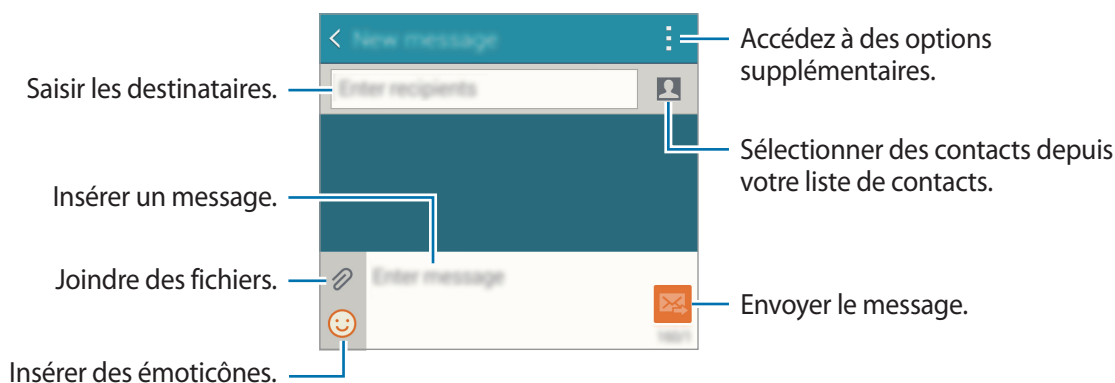 New message
Accédez à des options
supplémentaires.
Saisir les destinataires.
Enter recipients
Sélectionner des contacts depuis
votre liste de contacts.
Insérer un message.
Joindre des fichiers.
Enter message
Envoyer le message.
Insérer des émoticônes.